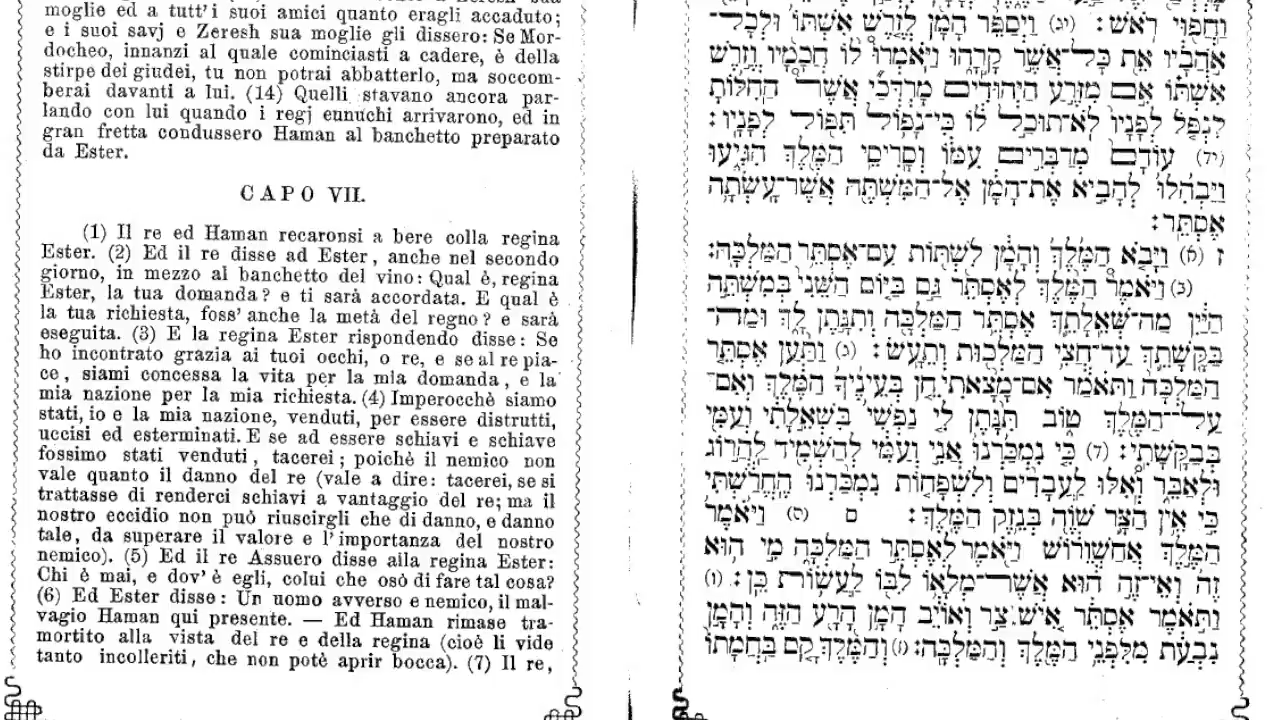 moglie ed a tutt' i suoi amici quanto eragli accaduto;
e i suoi savj e Zeresh sua moglie gli dissero: Se Mor-
docheo, innanzi al quale cominciasti a cadere, è della
stirpe dei giudei, tu non potrai abbatterlo, ma soccom-
berai davanti a lui. (14) Quelli stavano ancora par-
lando con lui quando i regj eunuchi arrivarono, ed in
gran fretta condussero Haman al banchetto preparato
da Ester.
CAPO VII.
(1) Il re ed Haman recaronsi a bere colla regina
Ester. (2) Ed il re disse ad Ester, anche nel secondo
giorno, in mezzo al banchetto del vino: Qual è, regina
Ester, la tua domanda? e ti sarà accordata. E qual è
la tua richiesta, foss' anche la metà del regno? e sarà
eseguita. (3) E la regina Ester rispondendo disse: Se
ho incontrato grazia ai tuoi occhi, o re, e se al re pia-
ce, siami concessa la vita per la mia domanda, e la
mia nazione per la mia richiesta. (4) Imperocchè siamo
stati, io e la mia nazione, venduti, per essere distrutti,
uccisi ed esterminati. E se ad essere schiavi e schiave
fossimo stati venduti, tacerei; poichè il nemico non
vale quanto il danno del re (vale a dire: tacerei, se si
trattasse di renderci schiavi a vantaggio del re; ma il
nostro eccidio non può riuscirgli che di danno, e danno
tale, da superare il valore e l'importanza del nostro
nemico). (5) Ed il re Assuero disse alla regina Ester:
Chi è mai, e dov' è egli, colui che osò di fare tal cosa?
(6) Ed Ester disse: Un uomo avverso e nemico, il mal-
vagio Haman qui presente. — Ed Haman rimase tra-
mortito alla vista del re e della regina (cioè li vide
tanto incolleriti, che non potè aprir bocca). (7) Il re,
וַחֲפוּי רֹאשׁ: (יג) וַיְסַפֵּר הָמָן לְזֶרֶשׁ אִשְׁתּוֹ וּלְכָל־
אֹהֲבָיו אֵת כָּל־אֲשֶׁר קָרָהוּ וַיֹּאמְרוּ לוֹ חֲכָמָיו וְזֶרֶשׁ
אִשְׁתּוֹ אִם מִזֶּרַע הַיְּהוּדִים מָרְדֳּכַי אֲשֶׁר הַחִלּוֹתָ
לִנְפֹּל לְפָנָיו לֹא־תוּכַל לוֹ כִּי־נָפוֹל תִּפּוֹל לְפָנָיו:
(יד) עוֹדָם מְדַבְּרִים עִמּוֹ וְסָרִיסֵי הַמֶּלֶךְ הִגִּיעוּ
וַיַּבְהִלוּ לְהָבִיא אֶת־הָמָן אֶל־הַמִּשְׁתֶּה אֲשֶׁר־עָשְׂתָה
אֶסְתֵּר:
ז (א) וַיָּבֹא הַמֶּלֶךְ וְהָמָן לִשְׁתּוֹת עִם־אֶסְתֵּר הַמַּלְכָּה:
(ב) וַיֹּאמֶר הַמֶּלֶךְ לְאֶסְתֵּר גַּם בַּיּוֹם הַשֵּׁנִי בְּמִשְׁתֵּה
הַיַּיִן מַה־שְּׁאֵלָתֵךְ אֶסְתֵּר הַמַּלְכָּה וְתִנָּתֵן לָךְ וּמַה־
בַּקָּשָׁתֵךְ עַד־חֲצִי הַמַּלְכוּת וְתֵעָשׂ: (ג) וַתַּעַן אֶסְתֵּר
הַמַּלְכָּה וַתֹּאמַר אִם־מָצָאתִי חֵן בְּעֵינֶיךָ הַמֶּלֶךְ וְאִם־
עַל־הַמֶּלֶךְ טוֹב תִּנָּתֶן לִי נַפְשִׁי בִּשְׁאֵלָתִי וְעַמִּי
בְּבַקָּשָׁתִי: (ד) כִּי נִמְכַּרְנוּ אֲנִי וְעַמִּי לְהַשְׁמִיד לַהֲרוֹג
וּלְאַבֵּד וְאִלּוּ לַעֲבָדִים וְלִשְׁפָחוֹת נִמְכַּרְנוּ הֶחֱרַשְׁתִּי
כִּי אֵין הַצָּר שֹׁוֶה בְּנֵזֶק הַמֶּלֶךְ: ס (ה) וַיֹּאמֶר
הַמֶּלֶךְ אֲחַשְׁוֵרוֹשׁ וַיֹּאמֶר לְאֶסְתֵּר הַמַּלְכָּה מִי הוּא
זֶה וְאֵי־זֶה הוּא אֲשֶׁר־מְלָאוֹ לִבּוֹ לַעֲשׂוֹת כֵּן: (ו)
וַתֹּאמֶר אֶסְתֵּר אִישׁ צַר וְאוֹיֵב הָמָן הָרָע הַזֶּה וְהָמָן
נִבְעַת מִלִּפְנֵי הַמֶּלֶךְ וְהַמַּלְכָּה: (ז) וְהַמֶּלֶךְ קָם בַּחֲמָתוֹ